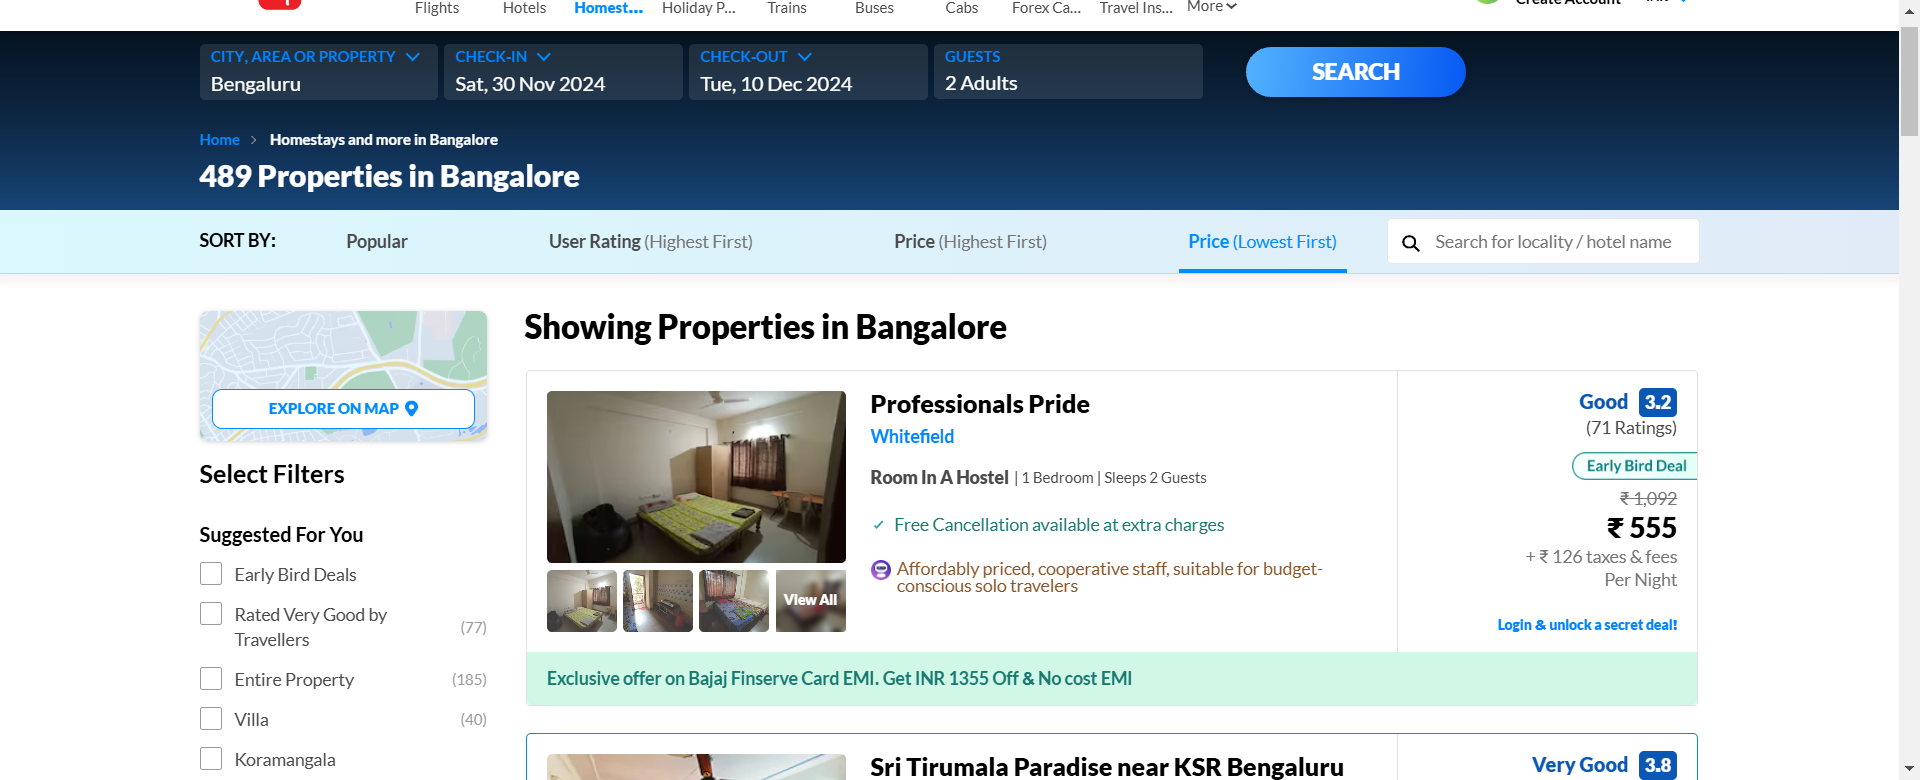 Flights
Hotels
Homest...
Holiday P...
Trains
Buses
Cabs
Forex Ca...
Travel Ins...
More
Create Account
CITY, AREA OR PROPERTY
Bengaluru
CHECK-IN
Sat, 30 Nov 2024
CHECK-OUT
Tue, 10 Dec 2024
GUESTS
2 Adults
SEARCH
Home > Homestays and more in Bangalore
489 Properties in Bangalore
SORT BY:
Popular
User Rating (Highest First)
Price (Highest First)
Price (Lowest First)
Search for locality / hotel name
EXPLORE ON MAP
Select Filters
Suggested For You
Early Bird Deals
Rated Very Good by
Travellers
(77)
Entire Property
(185)
Villa
(40)
Koramangala
Showing Properties in Bangalore
Professionals Pride
Whitefield
Room In A Hostel | 1 Bedroom | Sleeps 2 Guests
Free Cancellation available at extra charges
Affordably priced, cooperative staff, suitable for budget-
conscious solo travelers
View All
Good 3.2
(71 Ratings)
Early Bird Deal
₹ 1,092
₹ 555
+ ₹ 126 taxes & fees
Per Night
Login & unlock a secret deal!
Exclusive offer on Bajaj Finserve Card EMI. Get INR 1355 Off & No cost EMI
Sri Tirumala Paradise near KSR Bengaluru
Very Good 3.8